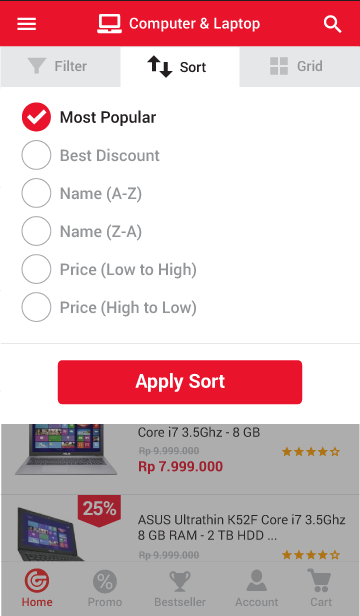 Computer & Laptop
Filter
Sort
Grid
Most Popular
Best Discount
Name (A-Z)
Name (Z-A)
Price (Low to High)
Price (High to Low)
Apply Sort
Core i7 3.5Ghz - 8 GB
Rp 9.999.000
Rp 7.999.000
25%
ASUS Ultrathin K52F Core i7 3.5Ghz
8 GB RAM - 2 TB HDD ...
Rp 9.999.000
Home
Promo
Bestseller
Account
Cart